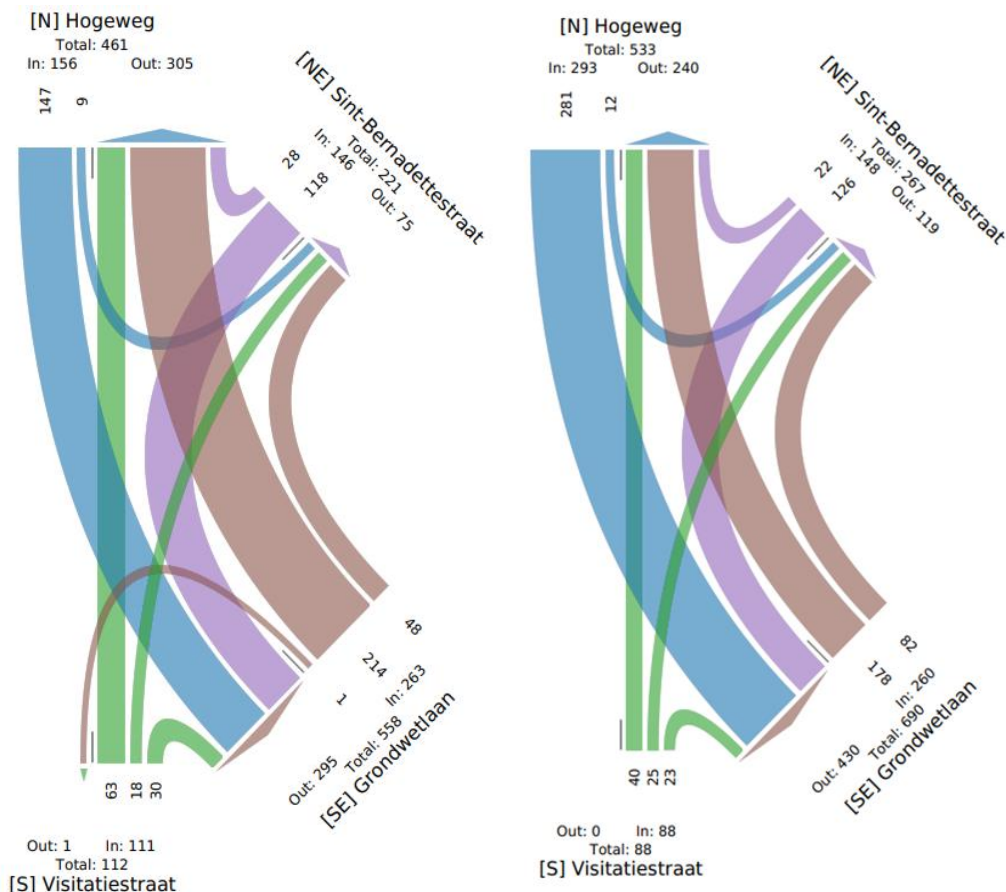 [N] Hogeweg
Total: 461
In: 156 Out: 305
147
9
[NE] Sint-Bernadettestraat
Total: 221
In: 146 Out: 75
28
118
48
214
1
In: 263
Total: 558
Out: 295
[SE] Grondwetlaan
63
18
30
Out: 1 In: 111
Total: 112
[S] Visitatiestraat
[N] Hogeweg
Total: 533
In: 293 Out: 240
281
12
[NE] Sint-Bernadettestraat
Total: 267
In: 148 Out: 119
22
126
82
178
In: 260
Total: 690
Out: 430
[SE] Grondwetlaan
40
25
23
Out: 0 In: 88
Total: 88
[S] Visitatiestraat